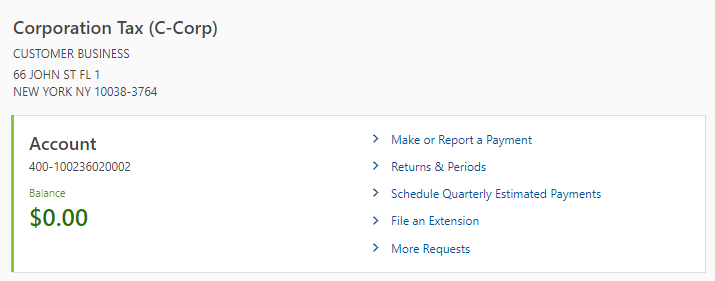 Corporation Tax (C-Corp)
CUSTOMER BUSINESS
66 JOHN ST FL 1
NEW YORK NY 10038-3764
Account
400-100236020002
Balance
$0.00
Make or Report a Payment
Returns & Periods
Schedule Quarterly Estimated Payments
File an Extension
More Requests